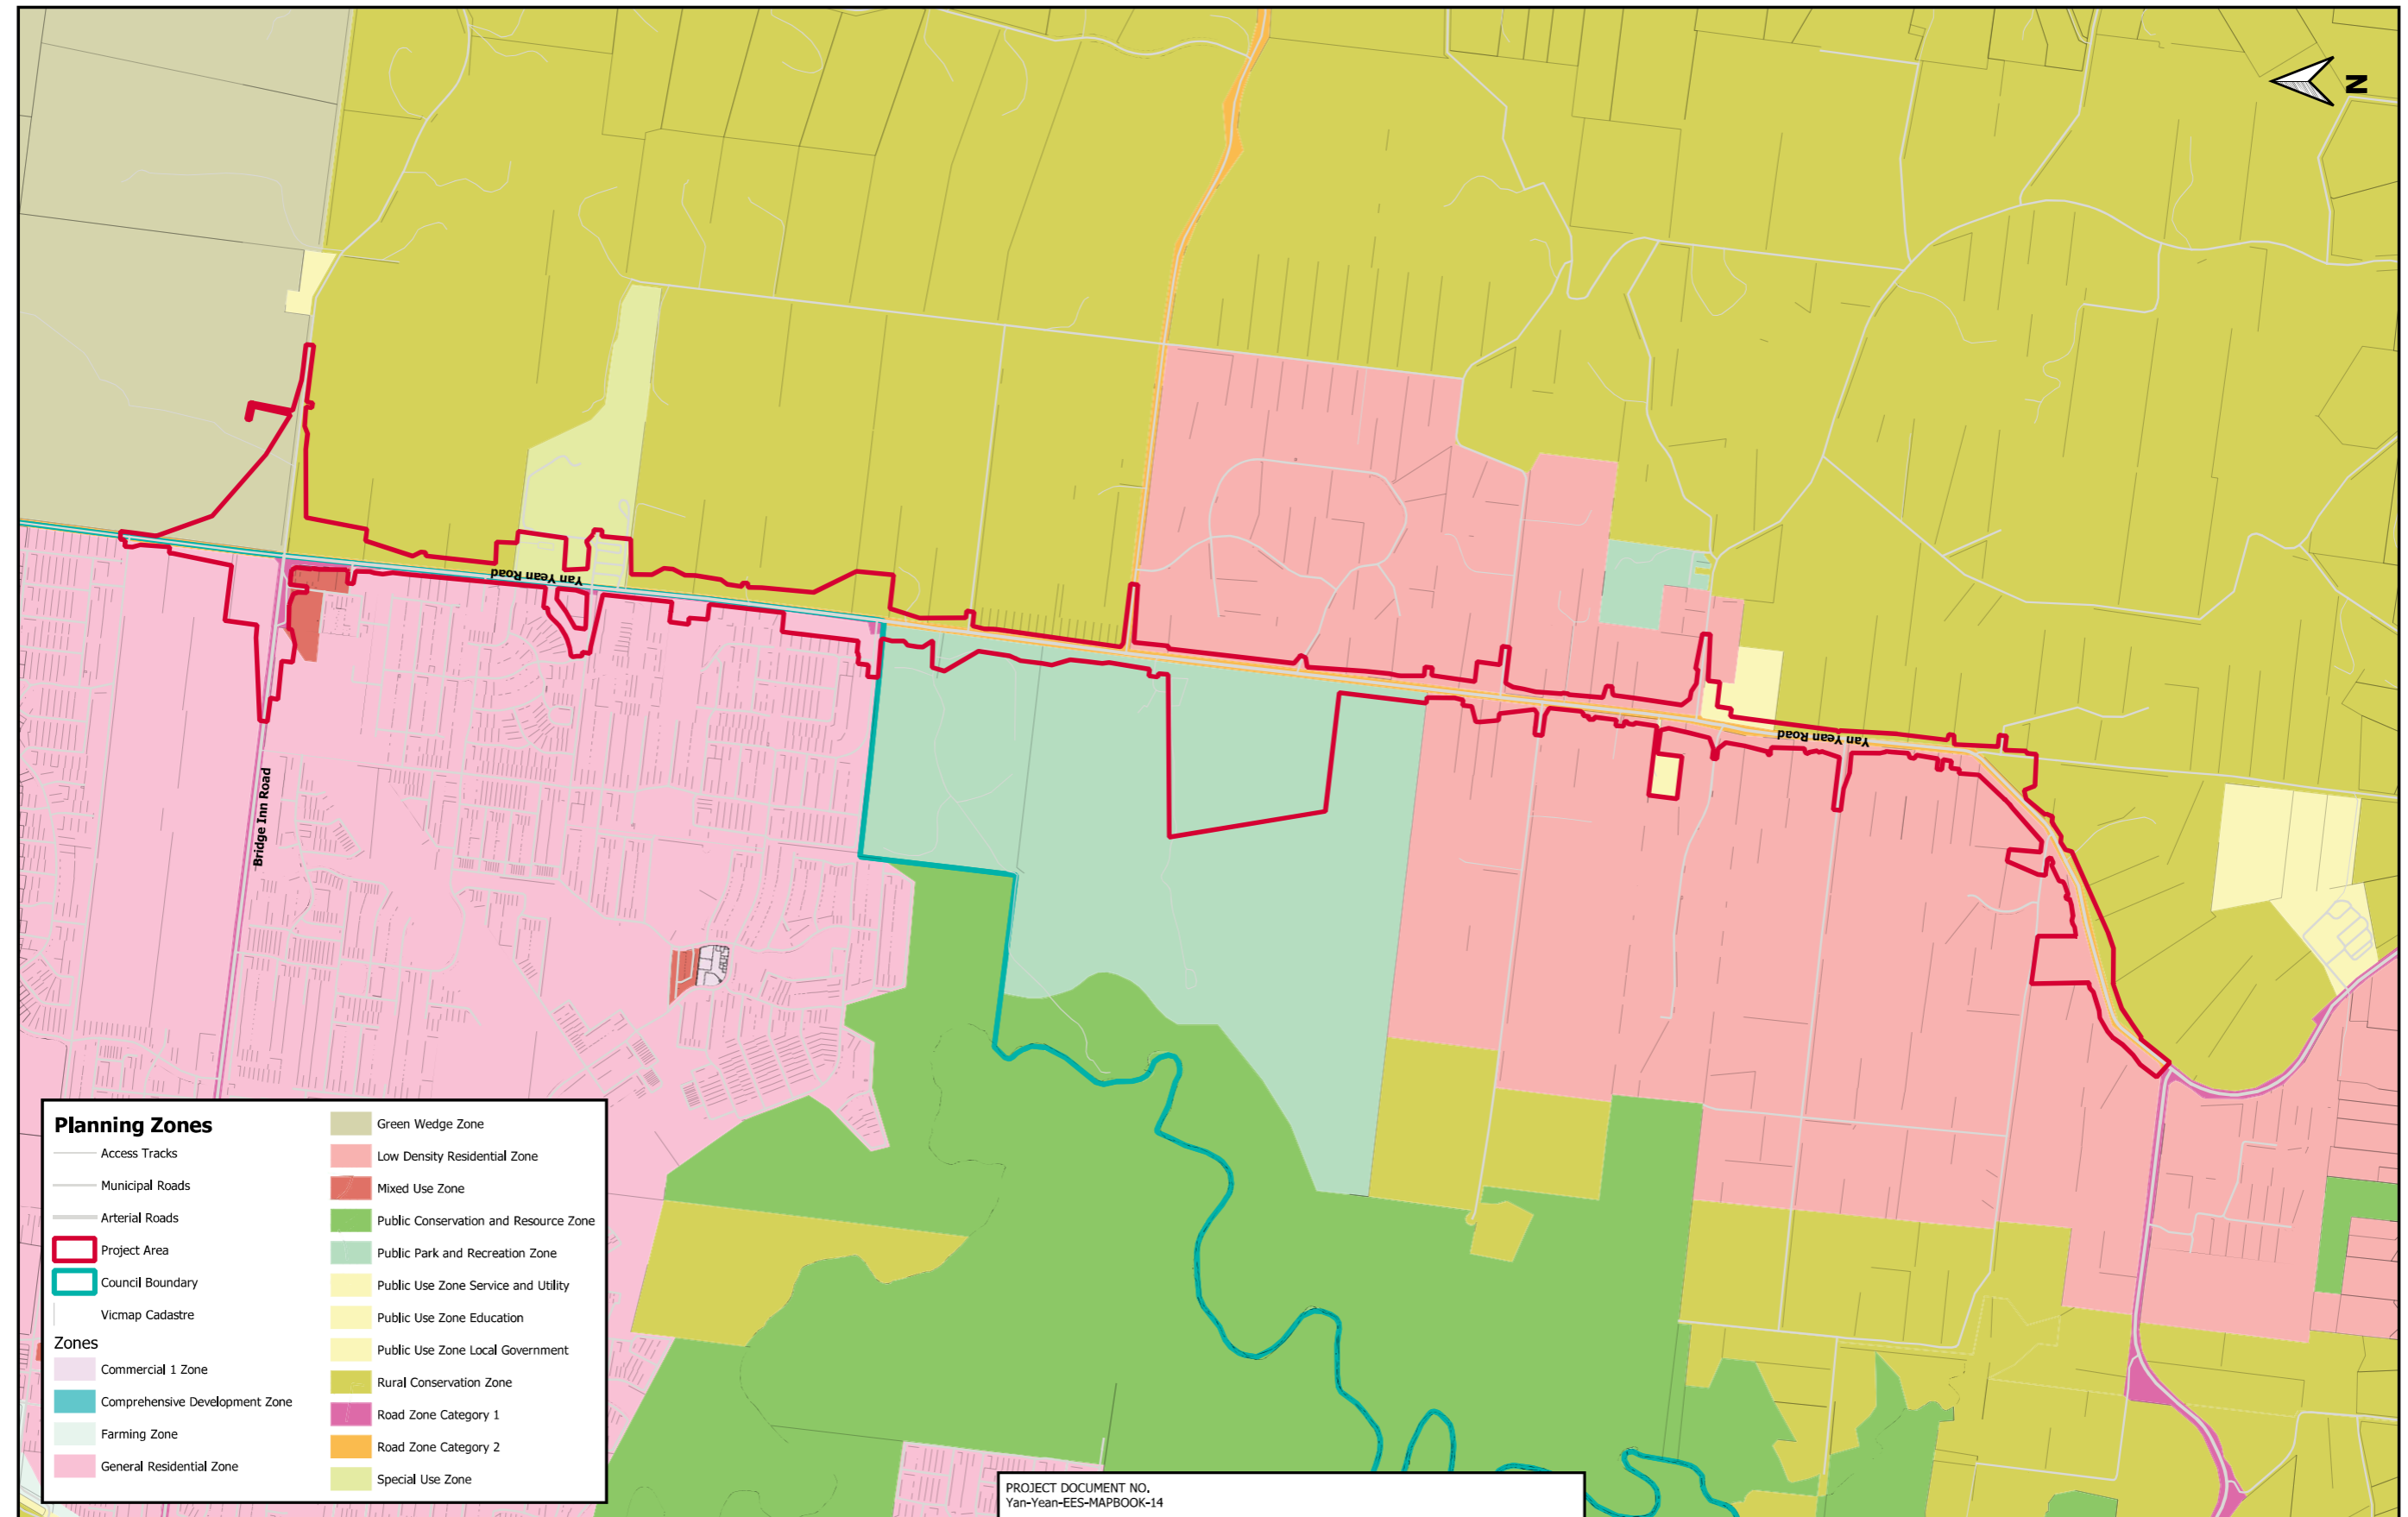 N
Yan Yean Road
Yan Yean Road
Bridge Inn Road
Planning Zones
Access Tracks
Municipal Roads
Arterial Roads
Project Area
Council Boundary
Vicmap Cadastre
Zones
Commercial 1 Zone
Comprehensive Development Zone
Farming Zone
General Residential Zone
Green Wedge Zone
Low Density Residential Zone
Mixed Use Zone
Public Conservation and Resource Zone
Public Park and Recreation Zone
Public Use Zone Service and Utility
Public Use Zone Education
Public Use Zone Local Government
Rural Conservation Zone
Road Zone Category 1
Road Zone Category 2
Special Use Zone
PROJECT DOCUMENT NO.
Yan-Yean-EES-MAPBOOK-14